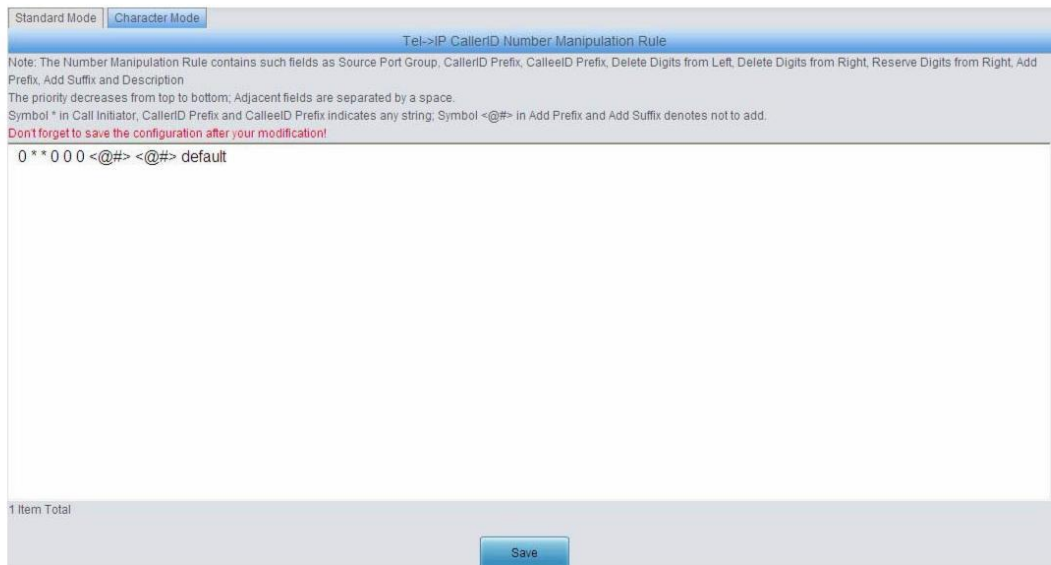 Standard Mode Character Mode
Tel->IP CallerID Number Manipulation Rule
Note: The Number Manipulation Rule contains such fields as Source Port Group, CallerID Prefix, CalleeID Prefix, Delete Digits from Left, Delete Digits from Right, Reserve Digits from Right, Add
Prefix, Add Suffix and Description
The priority decreases from top to bottom; Adjacent fields are separated by a space.
Symbol * in Call Initiator, CallerID Prefix and CalleeID Prefix indicates any string; Symbol <@#> in Add Prefix and Add Suffix denotes not to add.
Don't forget to save the configuration after your modification!
0 * * 0 0 0 <@#> <@#> default
1 Item Total
Save